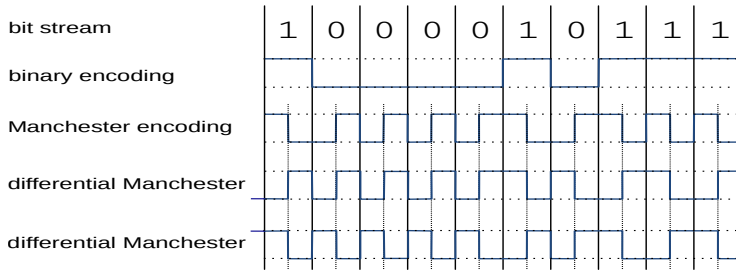 bit stream 1 0 0 0 0 1 0 1 1 1
binary encoding
Manchester encoding
differential Manchester
differential Manchester